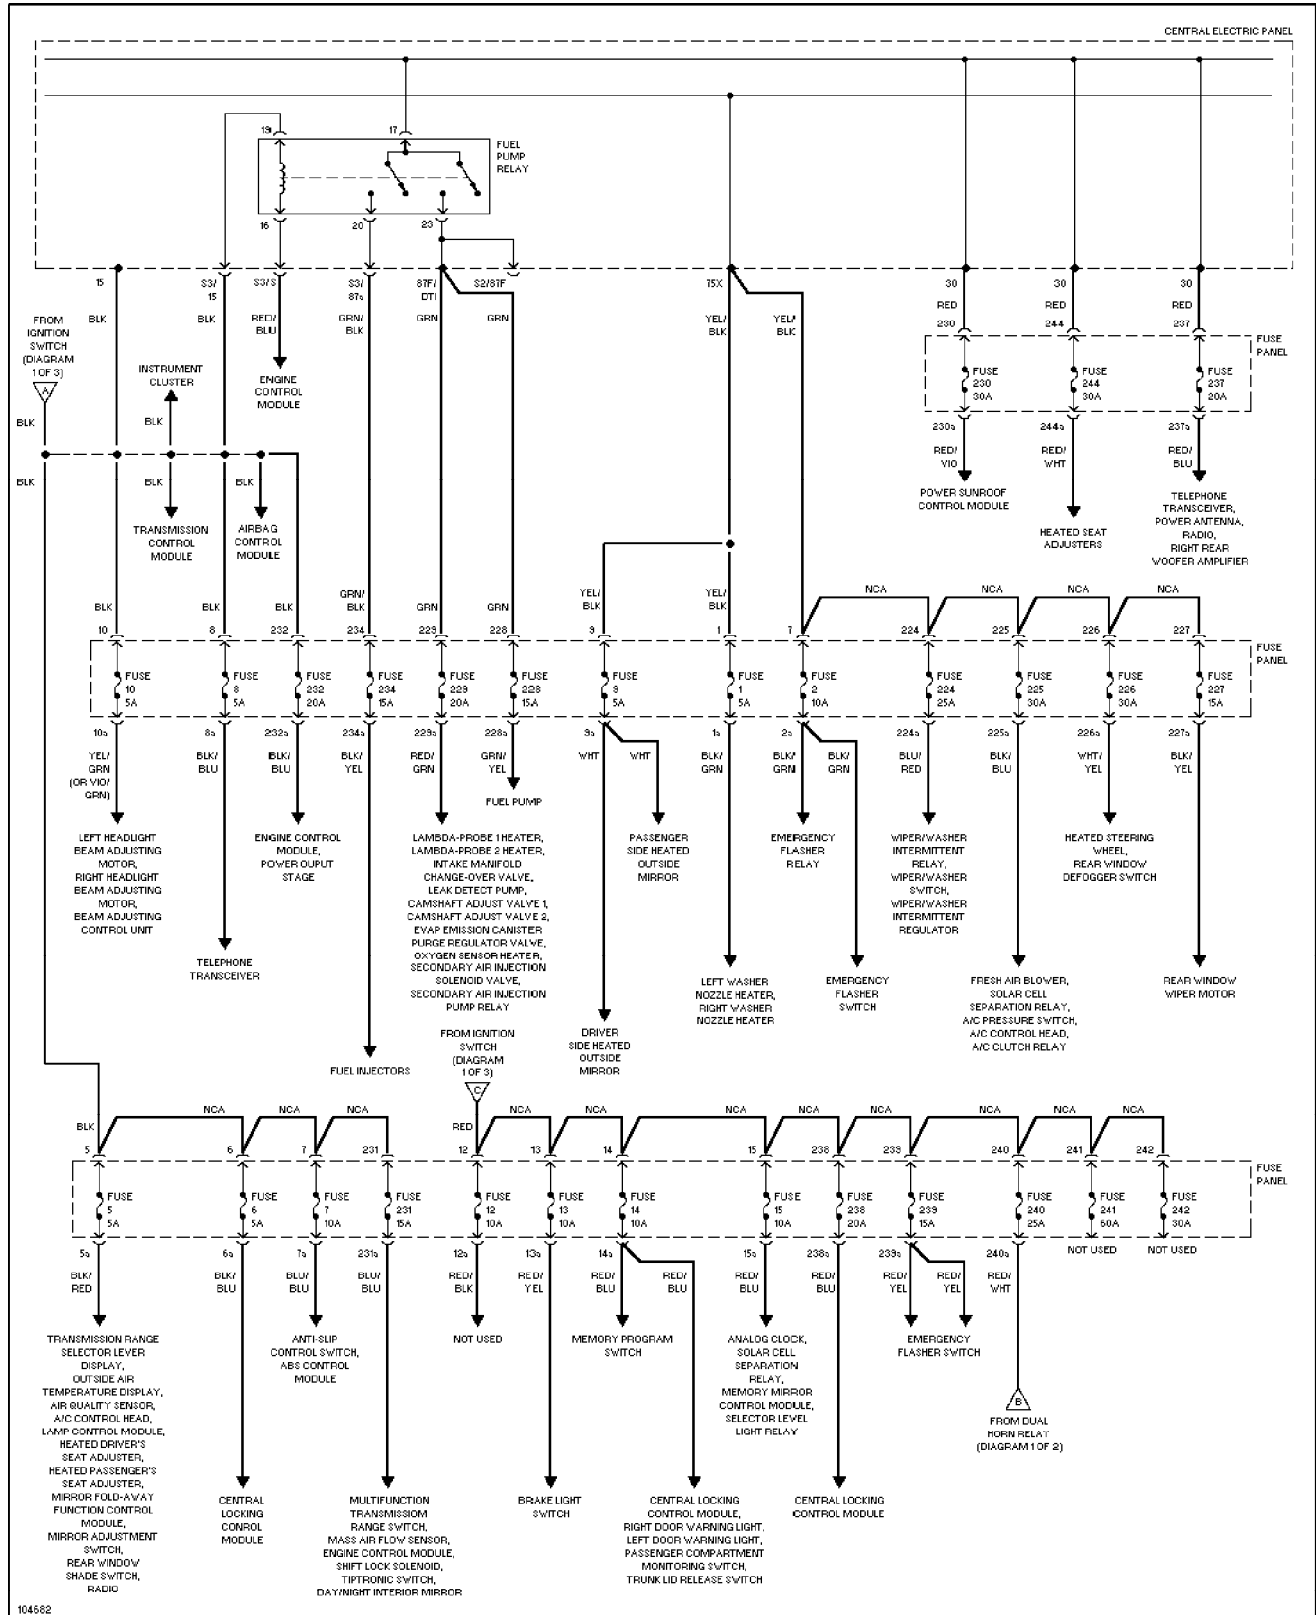 CENTRAL ELECTRIC PANEL
19 17
FUEL
PUMP
RELAY
16 20 23
15 S3/ S3/S S3/ 87F/ S2/87F 75X 30 30 30
15 87a DTI
RED RED RED
BLK BLK RED/ GRN/ GRN GRN YEL/ YEL/
BLU BLK BLK BLK
230 244 237
FUSE
PANEL
FROM
IGNITION
SWITCH
(DIAGRAM
1 OF 3)
A
INSTRUMENT
CLUSTER
ENGINE
CONTROL
MODULE
FUSE FUSE FUSE
230 244 237
30A 30A 20A
230a 244a 237a
BLK BLK
RED/ RED/ RED/
VIO WHT BLU
BLK BLK BLK
POWER SUNROOF
CONTROL MODULE
HEATED SEAT
ADJUSTERS
TELEPHONE
TRANSCEIVER,
POWER ANTENNA,
RADIO,
RIGHT REAR
WOOFER AMPLIFIER
TRANSMISSION
CONTROL
MODULE
AIRBAG
CONTROL
MODULE
NCA NCA NCA NCA
BLK BLK BLK GRN/ GRN GRN YEL/ YEL/
BLK BLK BLK
10 8 232 234 229 228 9 1 7 224 225 226 227
FUSE
PANEL
FUSE FUSE FUSE FUSE FUSE FUSE FUSE FUSE FUSE FUSE FUSE FUSE FUSE
10 8 232 234 229 228 9 1 2 224 225 226 227
5A 5A 20A 15A 20A 15A 5A 5A 10A 25A 30A 30A 15A
10a 8a 232a 234a 229a 228a 9a 1a 2a 224a 225a 226a 227a
YEL/ BLK/ BLK/ BLK/ RED/ GRN/ WHT WHT BLK/ BLK/ BLK/ BLU/ BLK/ WHT/ BLK/
GRN BLU BLU YEL GRN YEL GRN GRN GRN RED BLU YEL YEL
(OR VIO/
GRN)
FUEL PUMP
LEFT HEADLIGHT
BEAM ADJUSTING
MOTOR,
RIGHT HEADLIGHT
BEAM ADJUSTING
MOTOR,
BEAM ADJUSTING
CONTROL UNIT
ENGINE CONTROL
MODULE,
POWER OUPUT
STAGE
LAMBDA-PROBE 1 HEATER,
LAMBDA-PROBE 2 HEATER,
INTAKE MANIFOLD
CHANGE-OVER VALVE,
LEAK DETECT PUMP,
CAMSHAFT ADJUST VALVE 1,
CAMSHAFT ADJUST VALVE 2,
EVAP EMISSION CANISTER
PURGE REGULATOR VALVE,
OXYGEN SENSOR HEATER,
SECONDARY AIR INJECTION
SOLENOID VALVE,
SECONDARY AIR INJECTION
PUMP RELAY
PASSENGER
SIDE HEATED
OUTSIDE
MIRROR
EMERGENCY
FLASHER
RELAY
WIPER/WASHER
INTERMITTENT
RELAY,
WIPER/WASHER
SWITCH,
WIPER/WASHER
INTERMITTENT
REGULATOR
HEATED STEERING
WHEEL,
REAR WINDOW
DEFOGGER SWITCH
TELEPHONE
TRANSCEIVER
LEFT WASHER
NOZZLE HEATER,
RIGHT WASHER
NOZZLE HEATER
EMERGENCY
FLASHER
SWITCH
FRESH AIR BLOWER,
SOLAR CELL
SEPARATION RELAY,
A/C PRESSURE SWITCH,
A/C CONTROL HEAD,
A/C CLUTCH RELAY
REAR WINDOW
WIPER MOTOR
DRIVER
SIDE HEATED
OUTSIDE
MIRROR
FUEL INJECTORS
FROM IGNITION
SWITCH
(DIAGRAM
1 OF 3)
C
NCA NCA NCA NCA NCA NCA NCA NCA NCA NCA NCA
BLK RED
5 6 7 231 12 13 14 15 238 239 240 241 242
FUSE
PANEL
FUSE FUSE FUSE FUSE FUSE FUSE FUSE FUSE FUSE FUSE FUSE FUSE FUSE
5 6 7 231 12 13 14 15 238 239 240 241 242
5A 5A 10A 15A 10A 10A 10A 10A 20A 15A 25A 60A 30A
5a 6a 7a 231a 12a 13a 14a 15a 238a 239a 240a NOT USED NOT USED
BLK/ BLK/ BLU/ BLU/ RED/ RED/ RED/ RED/ RED/ RED/ RED/ RED/ RED/
RED BLU BLU BLU BLK YEL BLU BLU BLU BLU YEL YEL WHT
TRANSMISSION RANGE
SELECTOR LEVER
DISPLAY,
OUTSIDE AIR
TEMPERATURE DISPLAY,
AIR QUALITY SENSOR,
A/C CONTROL HEAD,
LAMP CONTROL MODULE,
HEATED DRIVER'S
SEAT ADJUSTER,
HEATED PASSENGER'S
SEAT ADJUSTER,
MIRROR FOLD-AWAY
FUNCTION CONTROL
MODULE,
MIRROR ADJUSTMENT
SWITCH,
REAR WINDOW
SHADE SWITCH,
RADIO
ANTI-SLIP
CONTROL SWITCH,
ABS CONTROL
MODULE
NOT USED
MEMORY PROGRAM
SWITCH
ANALOG CLOCK,
SOLAR CELL
SEPARATION
RELAY,
MEMORY MIRROR
CONTROL MODULE,
SELECTOR LEVEL
LIGHT RELAY
EMERGENCY
FLASHER SWITCH
B
FROM DUAL
HORN RELAY
(DIAGRAM 1 OF 2)
CENTRAL
LOCKING
CONROL
MODULE
MULTIFUNCTION
TRANSMISSM
RANGE SWITCH,
MASS AIR FLOW SENSOR,
ENGINE CONTROL MODULE,
SHIFT LOCK SOLENOID,
TIPTRONIC SWITCH,
DAY/NIGHT INTERIOR MIRROR
BRAKE LIGHT
SWITCH
CENTRAL LOCKING
CONTROL MODULE,
RIGHT DOOR WARNING LIGHT,
LEFT DOOR WARNING LIGHT,
PASSENGER COMPARTMENT
MONITORING SWITCH,
TRUNK LID RELEASE SWITCH
CENTRAL LOCKING
CONTROL MODULE
104682